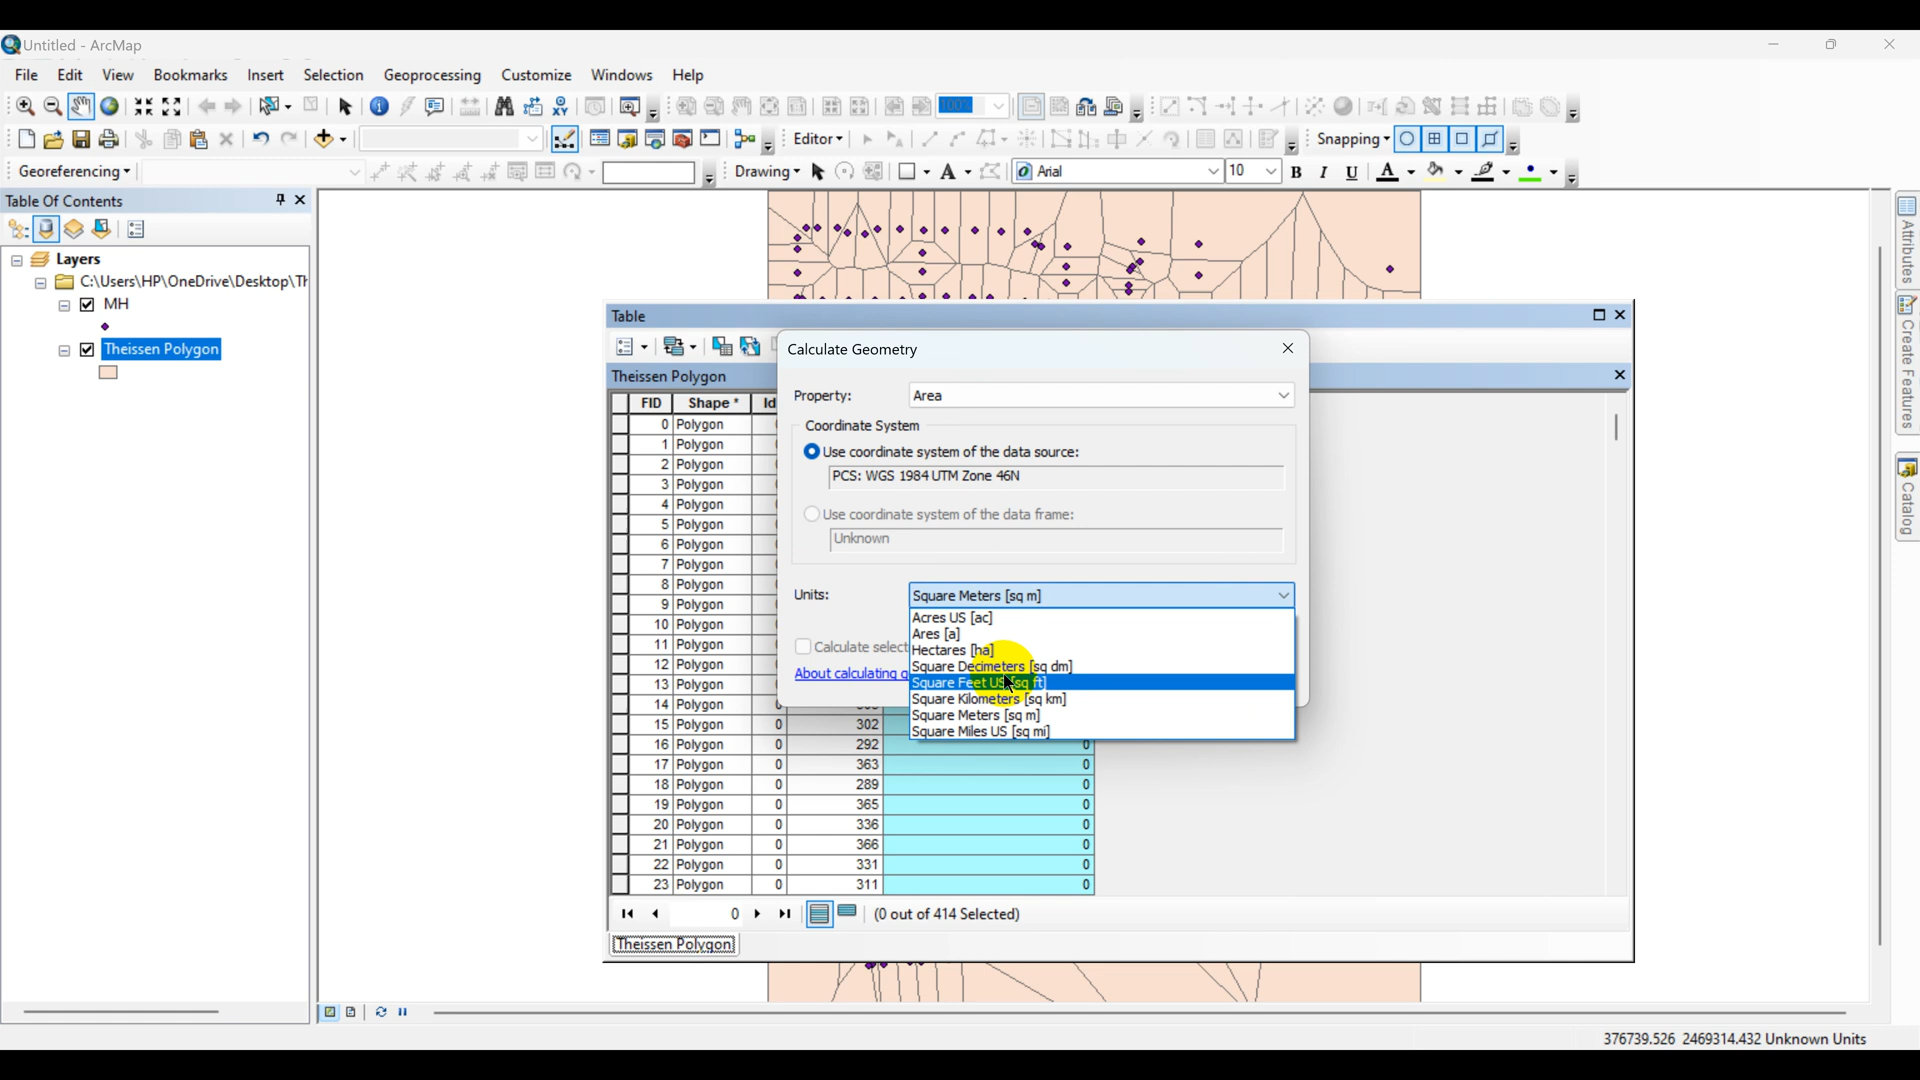 Untitled - ArcMap
File Edit View Bookmarks Insert Selection Geoprocessing Customize Windows Help
100%
Editor Snapping
Georeferencing Drawing Arial 10 B I U A
Table Of Contents
Layers
C:\Users\HP\OneDrive\Desktop\Th
MH
Theissen Polygon
Attributes
Create Features
Catalog
Table
Theissen Polygon
FID Shape * Id
0 Polygon
1 Polygon
2 Polygon
3 Polygon
4 Polygon
5 Polygon
6 Polygon
7 Polygon
8 Polygon
9 Polygon
10 Polygon
11 Polygon
12 Polygon
13 Polygon
14 Polygon 0
15 Polygon 0 302
16 Polygon 0 292 0
17 Polygon 0 363 0
18 Polygon 0 289 0
19 Polygon 0 365 0
20 Polygon 0 336 0
21 Polygon 0 366 0
22 Polygon 0 331 0
23 Polygon 0 311 0
0 (0 out of 414 Selected)
Theissen Polygon
Calculate Geometry
Property: Area
Coordinate System
Use coordinate system of the data source:
PCS: WGS 1984 UTM Zone 46N
Use coordinate system of the data frame:
Unknown
Units: Square Meters [sq m]
Acres US [ac]
Ares [a]
Hectares [ha]
Square Decimeters [sq dm]
Square Feet US [sq ft]
Square Kilometers [sq km]
Square Meters [sq m]
Square Miles US [sq mi]
Calculate select
About calculating g
376739.526 2469314.432 Unknown Units